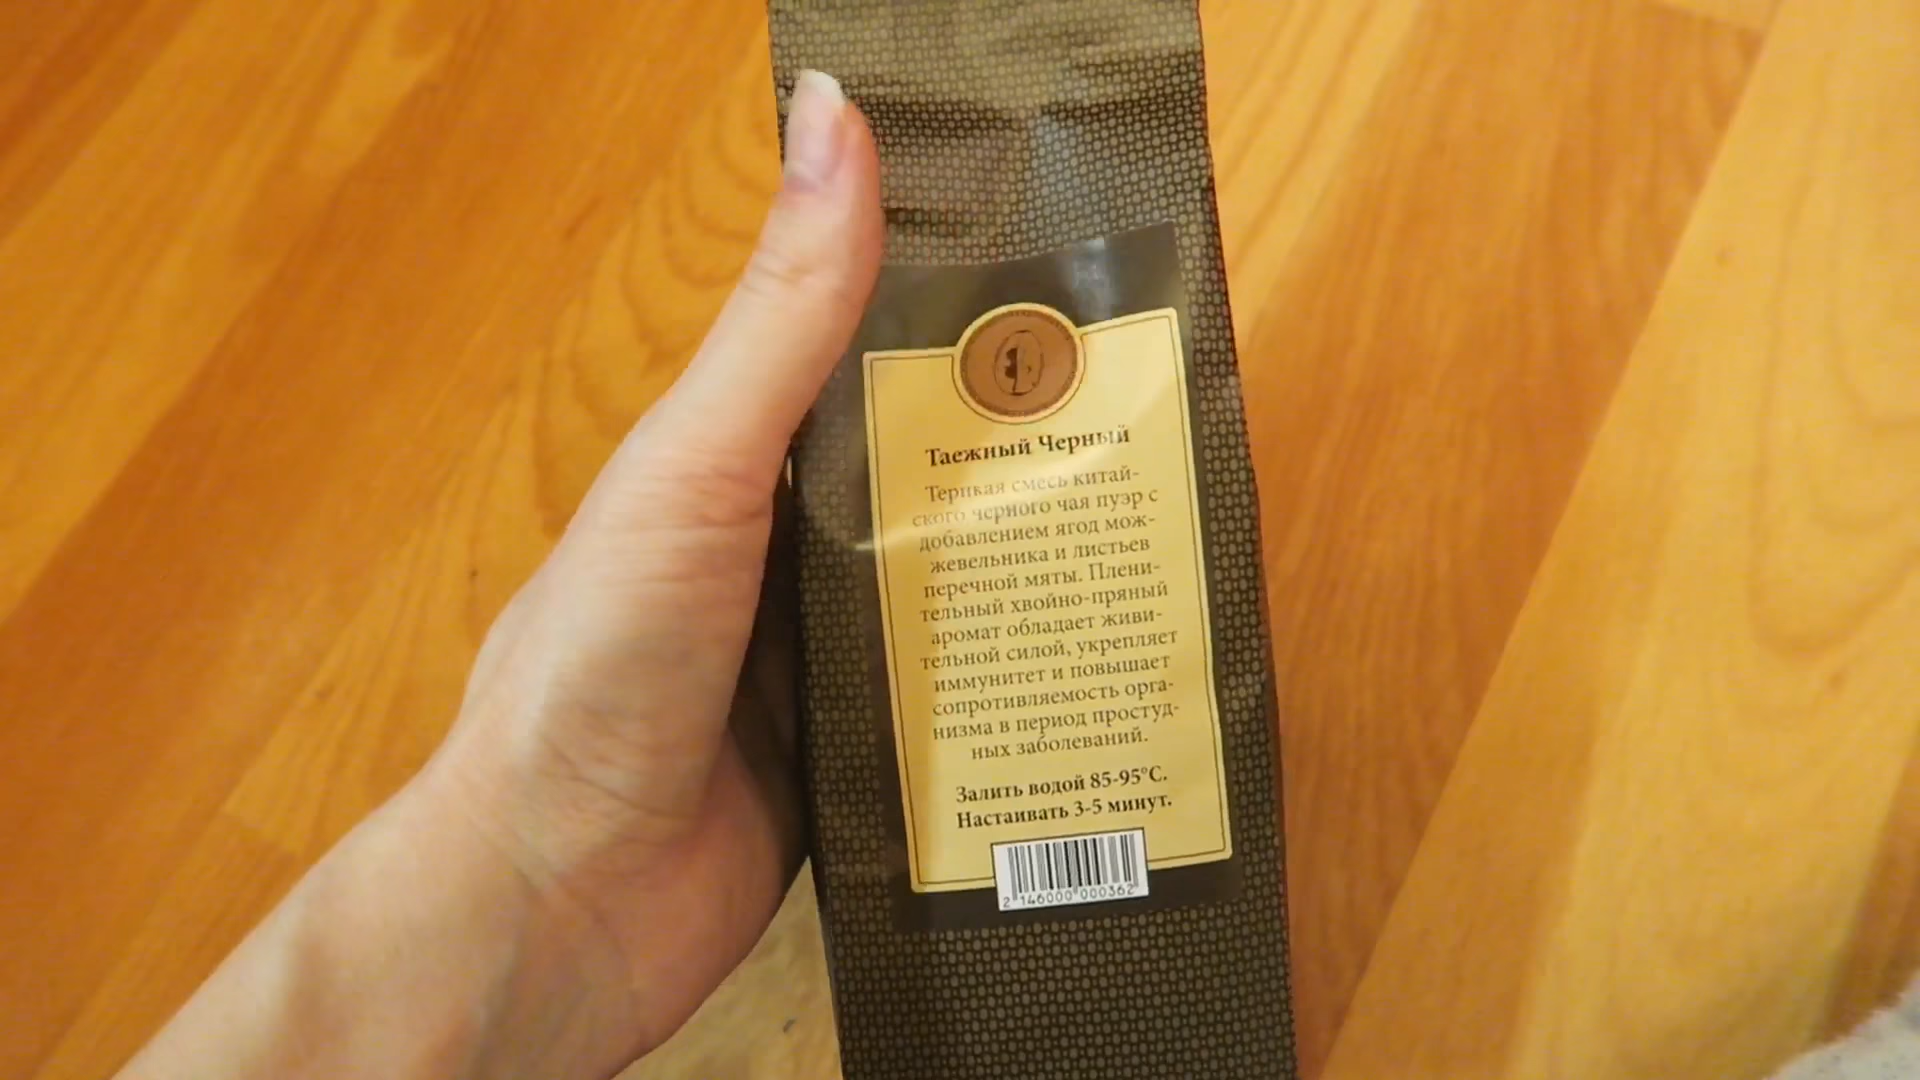 Таежный Черный
Терпкая смесь китай-
ского черного чая пуэр с
добавлением ягод мож-
жевельника и листьев
перечной мяты. Плени-
тельный хвойно-пряный
аромат обладает живи-
тельной силой, укрепляет
иммунитет и повышает
сопротивляемость орга-
низма в период простуд-
ных заболеваний.
Залить водой 85-95°С.
Настаивать 3-5 минут.
2 146000 000362